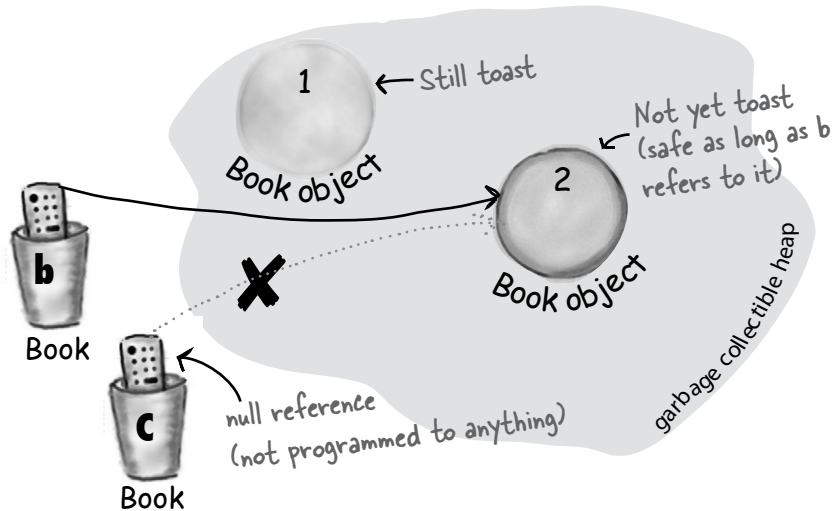 1
Still toast
Book object
Not yet toast
(safe as long as b
refers to it)
2
Book object
b
Book
c
Book
null reference
(not programmed to anything)
garbage collectible heap